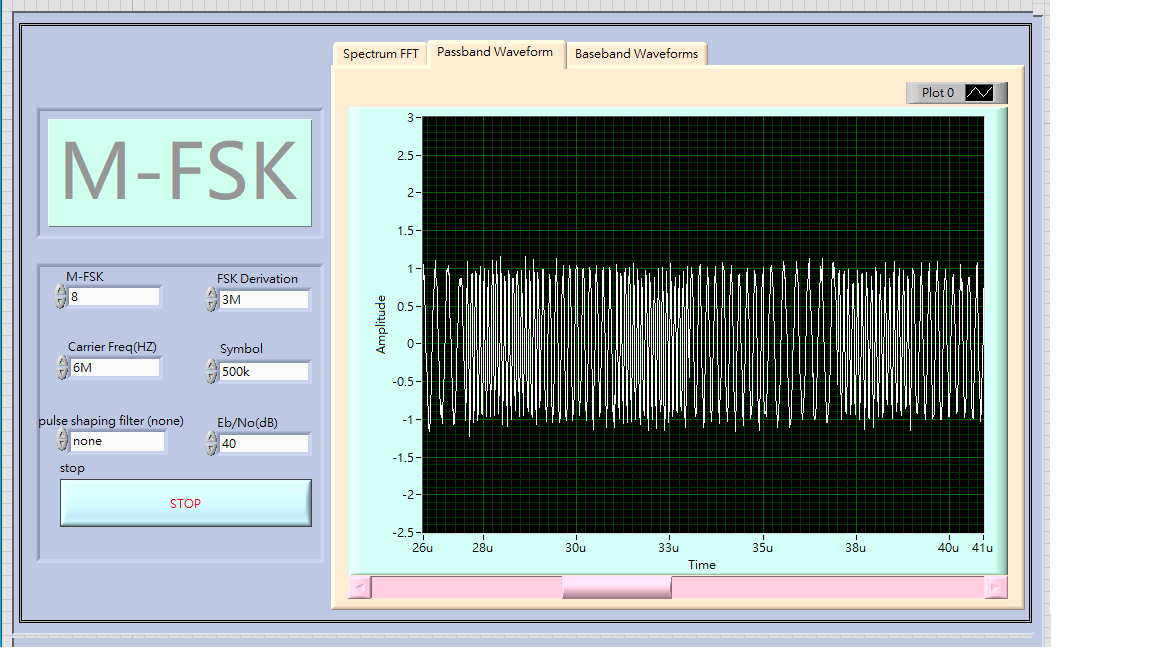 Spectrum FFT
Passband Waveform
Baseband Waveforms
Plot 0
M-FSK
M-FSK
8
FSK Derivation
3M
Carrier Freq(HZ)
6M
Symbol
500k
pulse shaping filter (none)
none
Eb/No(dB)
40
stop
STOP
Amplitude
3
2.5
2
1.5
1
0.5
0
-0.5
-1
-1.5
-2
-2.5
26u
28u
30u
33u
35u
38u
40u
41u
Time